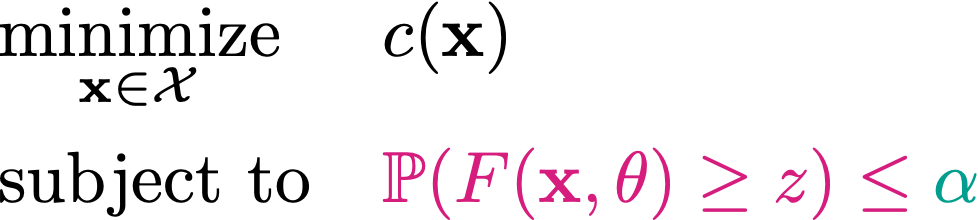 minimize c(𝐱)
𝐱∈𝒳
subject to ℙ(F(𝐱, θ) ≥ z) ≤ α